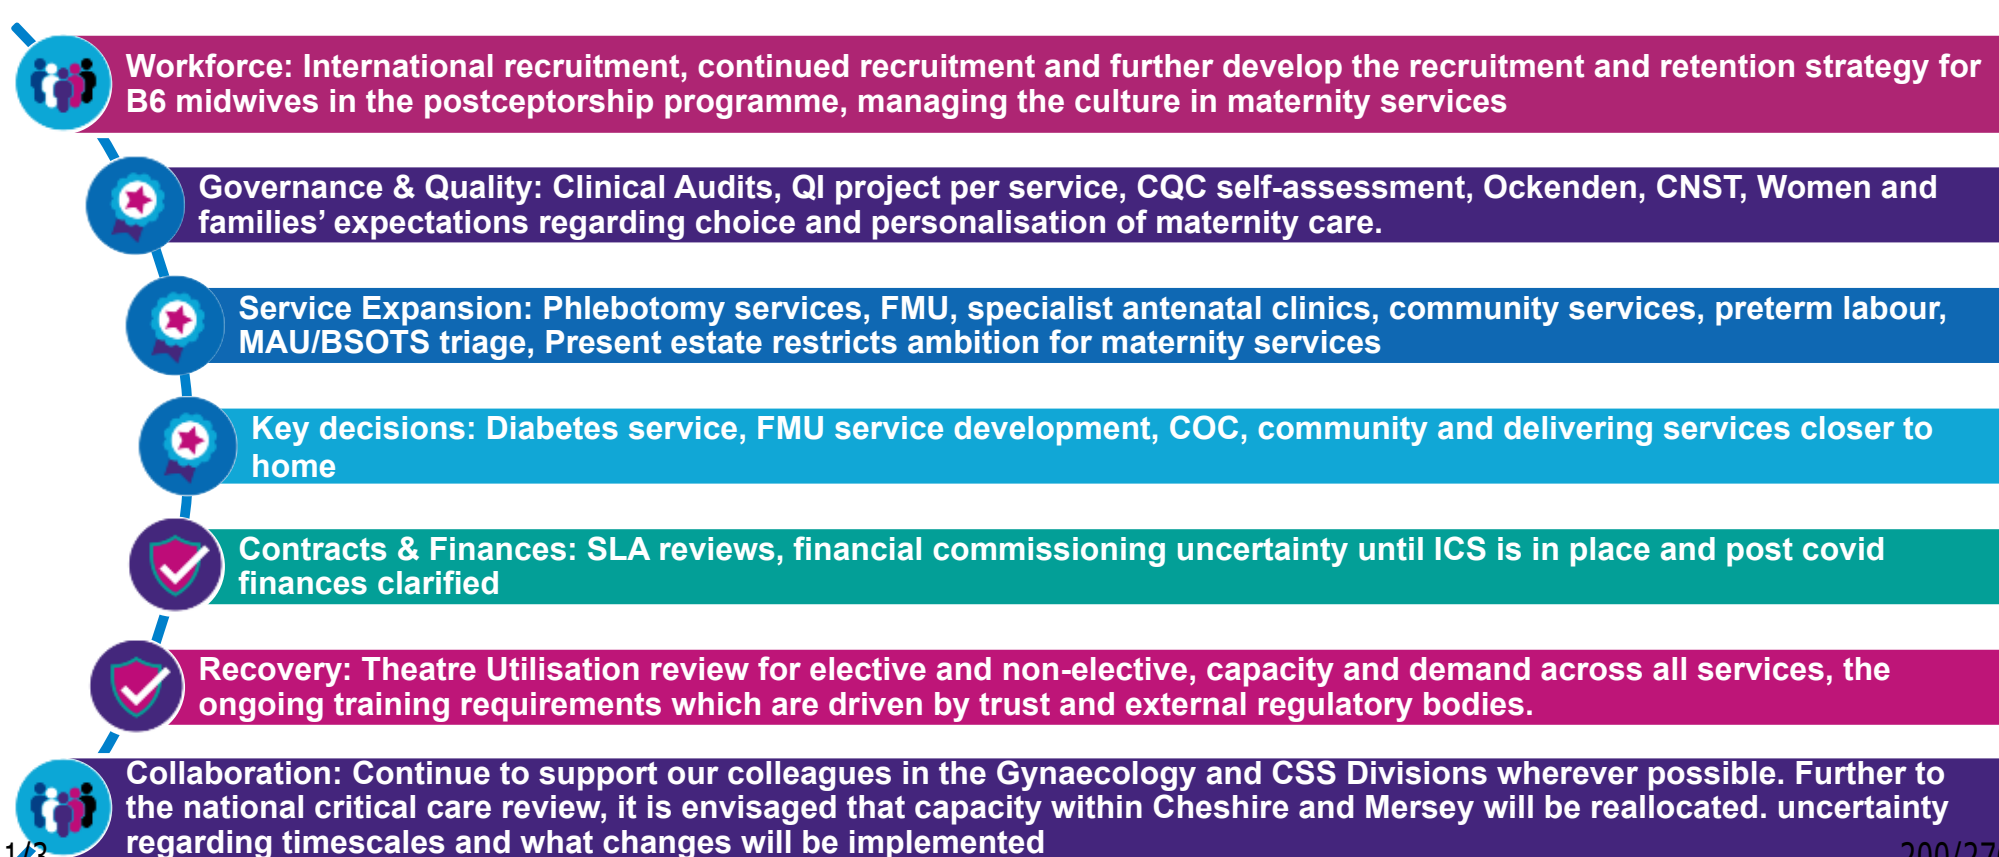 Workforce: International recruitment, continued recruitment and further develop the recruitment and retention strategy for
B6 midwives in the postceptorship programme, managing the culture in maternity services
Governance & Quality: Clinical Audits, QI project per service, CQC self-assessment, Ockenden, CNST, Women and
families’ expectations regarding choice and personalisation of maternity care.
Service Expansion: Phlebotomy services, FMU, specialist antenatal clinics, community services, preterm labour,
MAU/BSOTS triage, Present estate restricts ambition for maternity services
Key decisions: Diabetes service, FMU service development, COC, community and delivering services closer to
home
Contracts & Finances: SLA reviews, financial commissioning uncertainty until ICS is in place and post covid
finances clarified
Recovery: Theatre Utilisation review for elective and non-elective, capacity and demand across all services, the
ongoing training requirements which are driven by trust and external regulatory bodies.
Collaboration: Continue to support our colleagues in the Gynaecology and CSS Divisions wherever possible. Further to
the national critical care review, it is envisaged that capacity within Cheshire and Mersey will be reallocated. uncertainty
regarding timescales and what changes will be implemented
1/3